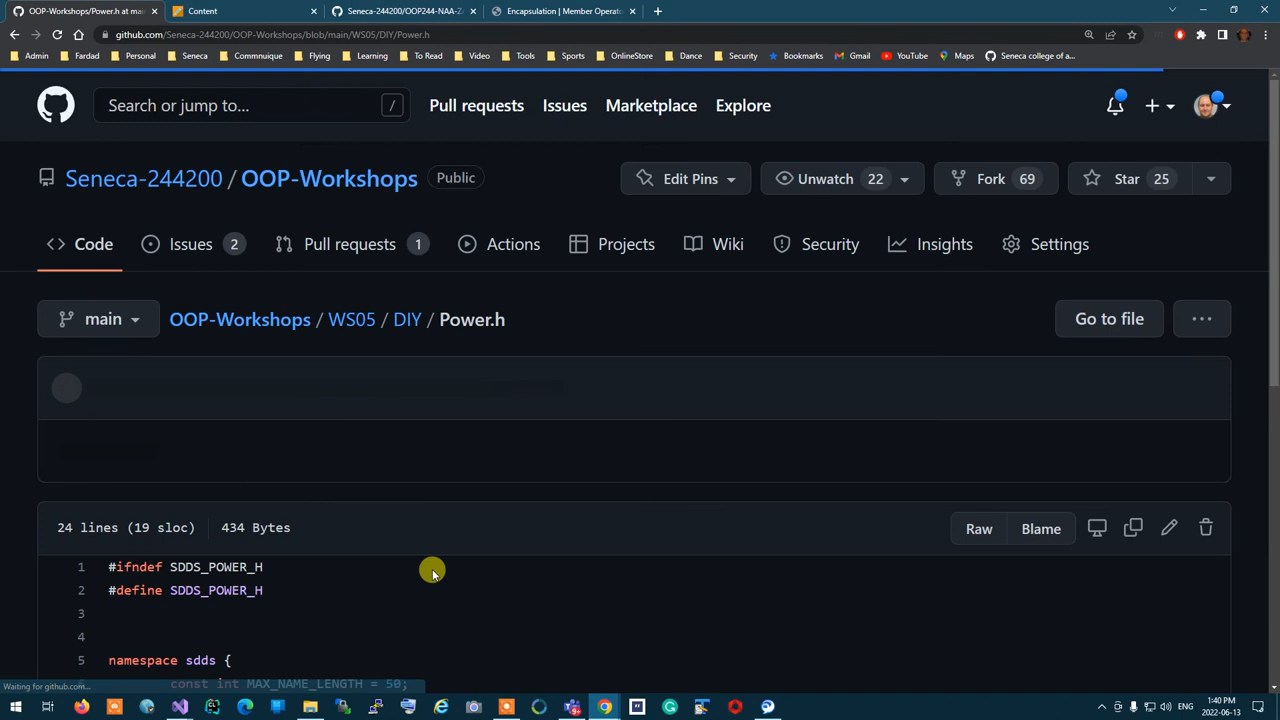 OOP-Workshops/Power.h at mai
Content
Seneca-244200/OOP244-NAA-Z
Encapsulation | Member Operat
github.com/Seneca-244200/OOP-Workshops/blob/main/WS05/DIY/Power.h
Admin Fardad Personal Seneca Commnuique Flying Learning To Read Video Tools Sports OnlineStore Dance Security Bookmarks Gmail YouTube Maps Seneca college of a...
Search or jump to... /
Pull requests Issues Marketplace Explore
Seneca-244200 / OOP-Workshops Public
Edit Pins Unwatch 22 Fork 69 Star 25
Code Issues 2 Pull requests 1 Actions Projects Wiki Security Insights Settings
main OOP-Workshops / WS05 / DIY / Power.h Go to file ...
24 lines (19 sloc) 434 Bytes Raw Blame
1 #ifndef SDDS_POWER_H
2 #define SDDS_POWER_H
3
4
5 namespace sdds {
const int MAX_NAME_LENGTH = 50;
Waiting for github.com...
ENG
1:40 PM
2022-06-13